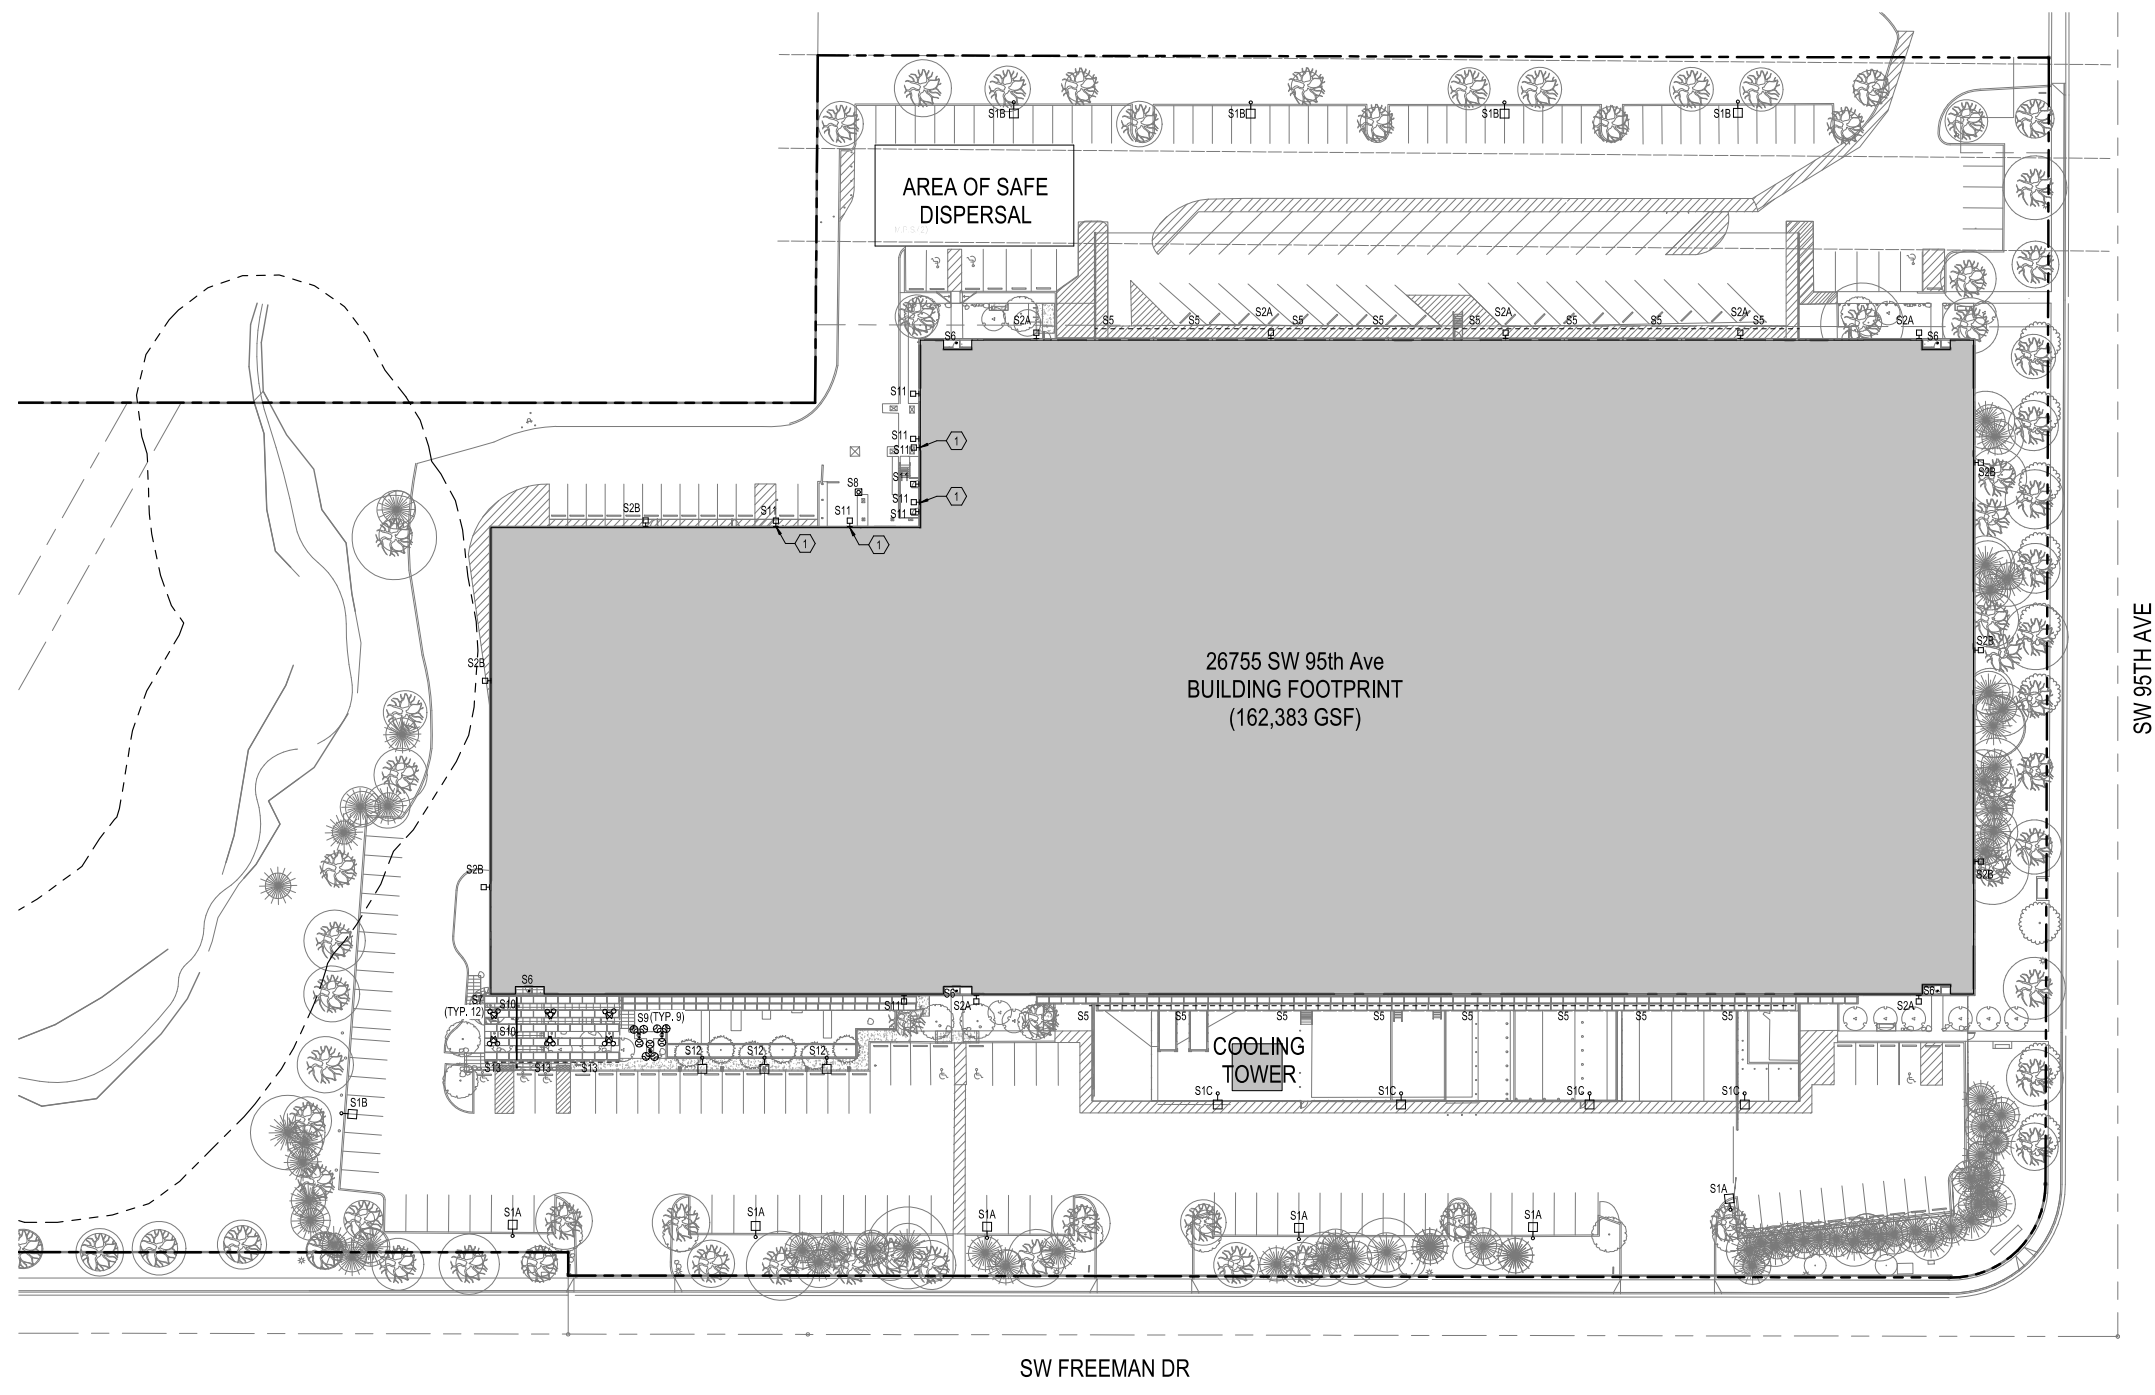 S1B
S1B
S1B
S1B
AREA OF SAFE
DISPERSAL
S2A
S5
S5
S2A
S5
S5
S5
S2A
S5
S5
S2A
S5
S2A
S6
S6
S11
S11
S11
1
S11
S11
1
S11
S8
S2B
S11
S11
1
1
S2B
S2B
S2B
S2B
S2B
26755 SW 95th Ave
BUILDING FOOTPRINT
(162,383 GSF)
SW 95TH AVE
S6
S7
(TYP. 12)
S10
S10
S9 (TYP. 9)
S11
S6
S2A
S6
S2A
S5
S5
S5
S5
S5
S5
S5
S5
S5
S12
S12
S12
S13
S13
S13
COOLING
TOWER
S1B
S1C
S1C
S1C
S1C
S1A
S1A
S1A
S1A
S1A
S1A
SW FREEMAN DR